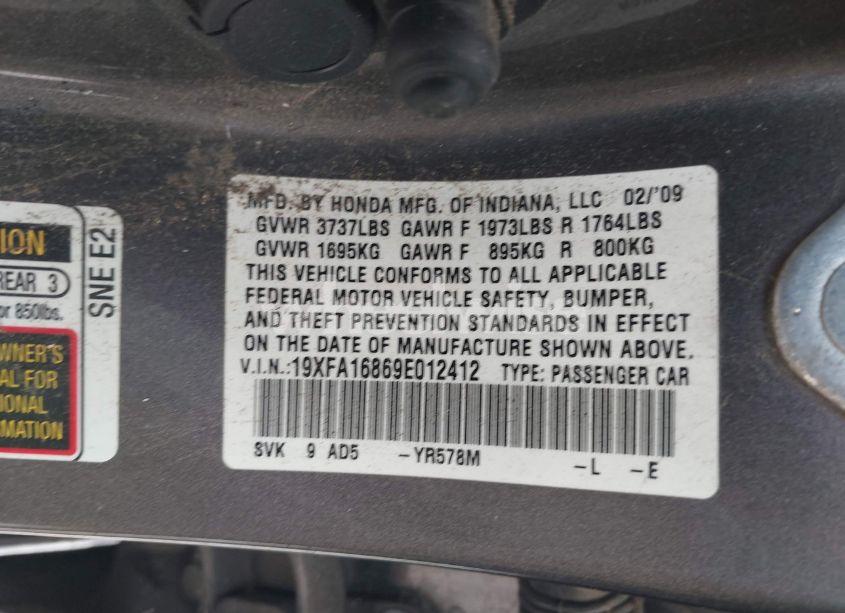 MFD. BY HONDA MFG. OF INDIANA, LLC 02/'09
GVWR 3737LBS GAWR F 1973LBS R 1764LBS
GVWR 1695KG GAWR F 895KG R 800KG
THIS VEHICLE CONFORMS TO ALL APPLICABLE
FEDERAL MOTOR VEHICLE SAFETY, BUMPER,
AND THEFT PREVENTION STANDARDS IN EFFECT
ON THE DATE OF MANUFACTURE SHOWN ABOVE.
V.I.N.:19XFA16869E012412 TYPE: PASSENGER CAR
SVK 9 AD5 -YR578M -L -E
SNE E2
REAR 3
or 850lbs.